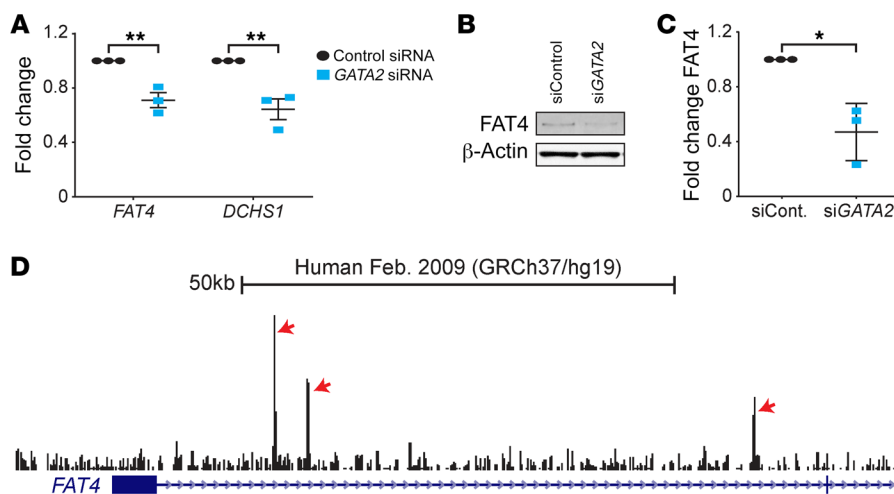 A
Fold change
1.2
0.8
0.4
0
**
**
Control siRNA
GATA2 siRNA
FAT4
DCHS1
B
siControl
siGATA2
FAT4
β-Actin
C
Fold change FAT4
1.2
0.8
0.4
0
*
siCont.
siGATA2
D
Human Feb. 2009 (GRCh37/hg19)
50kb
FAT4